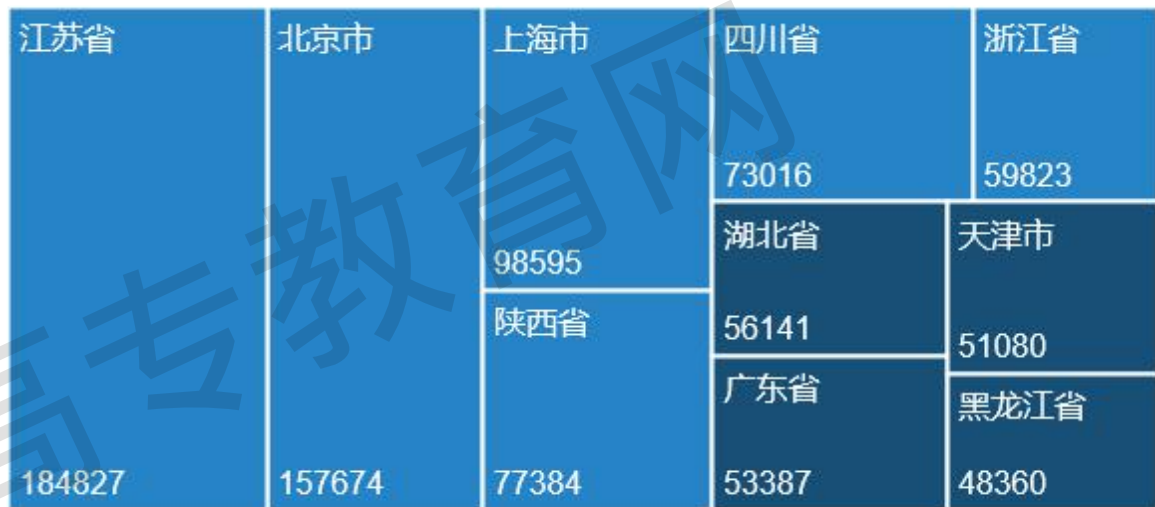 江苏省
184827
北京市
157674
上海市
98595
陕西省
77384
四川省
73016
浙江省
59823
湖北省
56141
天津市
51080
广东省
53387
黑龙江省
48360
高专教育网